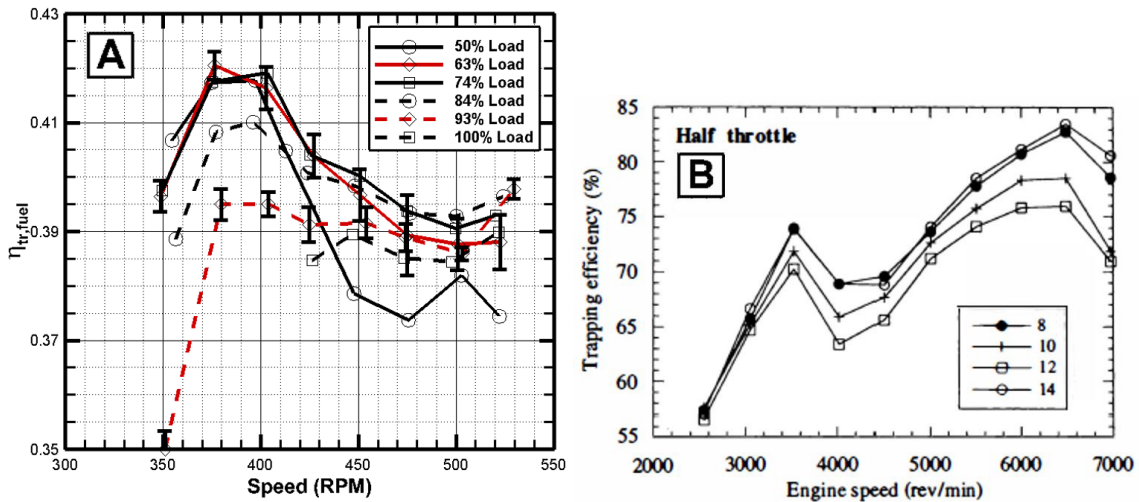 A
50% Load
63% Load
74% Load
84% Load
93% Load
100% Load
0.43
0.41
0.39
0.37
0.35
ηtr,fuel
300 350 400 450 500 550
Speed (RPM)
Half throttle
B
85
80
75
70
65
60
55
Trapping efficiency (%)
8
10
12
14
2000 3000 4000 5000 6000 7000
Engine speed (rev/min)